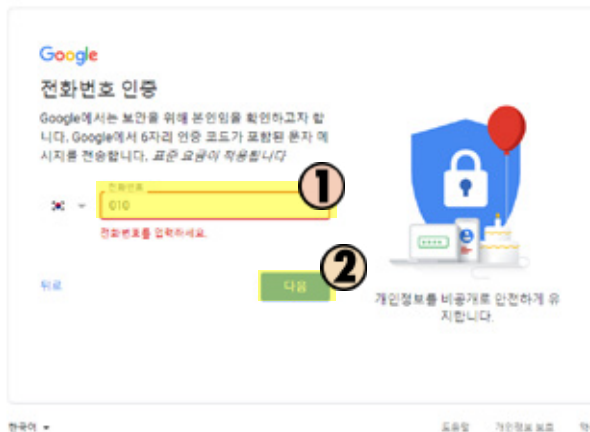 Google
전화번호 인증
Google에서는 보안을 위해 본인임을 확인하고자 합
니다. Google에서 6자리 인증 코드가 포함된 문자 메
시지를 전송합니다. 표준 요금이 적용됩니다
전화번호
010
1
전화번호를 입력하세요.
뒤로
다음
2
개인정보를 비공개로 안전하게 유
지합니다.
한국어
도움말 개인정보 보호